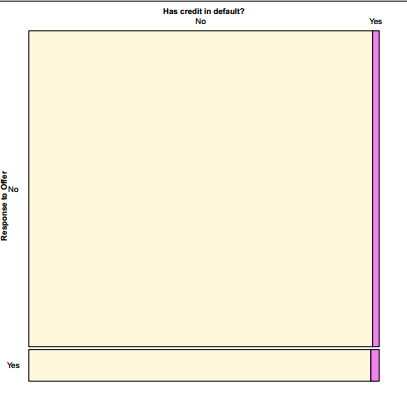 Has credit in default?
No Yes
Response to Offer
No
Yes